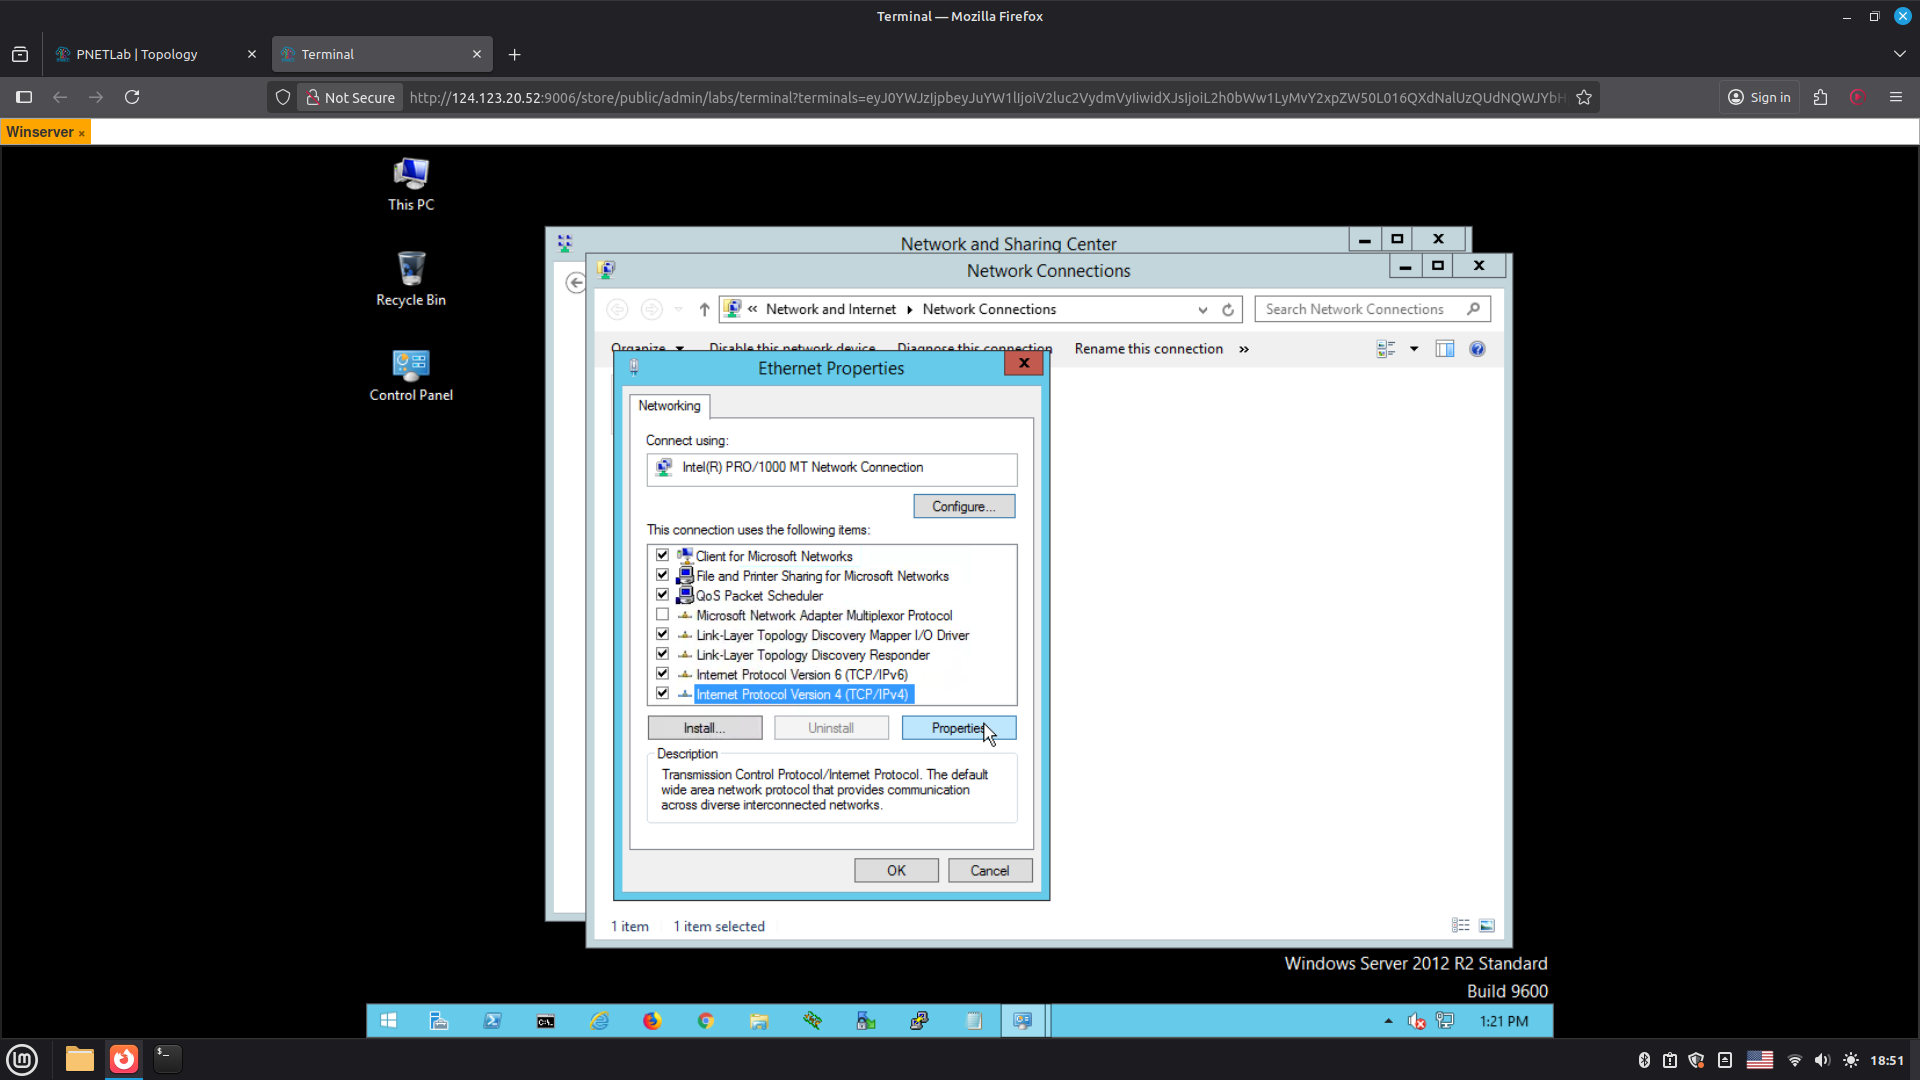 Terminal — Mozilla Firefox
PNETLab | Topology
Terminal
Not Secure
http://124.123.20.52:9006/store/public/admin/labs/terminal?terminals=
Sign in
Winserver
This PC
Recycle Bin
Control Panel
Network and Sharing Center
Network Connections
« Network and Internet
Network Connections
Search Network Connections
Organize
Disable this network device
Diagnose this connection
Rename this connection
»
Ethernet Properties
Networking
Connect using:
Intel(R) PRO/1000 MT Network Connection
Configure...
This connection uses the following items:
Client for Microsoft Networks
File and Printer Sharing for Microsoft Networks
QoS Packet Scheduler
Microsoft Network Adapter Multiplexor Protocol
Link-Layer Topology Discovery Mapper I/O Driver
Link-Layer Topology Discovery Responder
Internet Protocol Version 6 (TCP/IPv6)
Internet Protocol Version 4 (TCP/IPv4)
Install...
Uninstall
Properties
Description
Transmission Control Protocol/Internet Protocol. The default
wide area network protocol that provides communication
across diverse interconnected networks.
OK
Cancel
1 item
1 item selected
Windows Server 2012 R2 Standard
Build 9600
1:21 PM
18:51